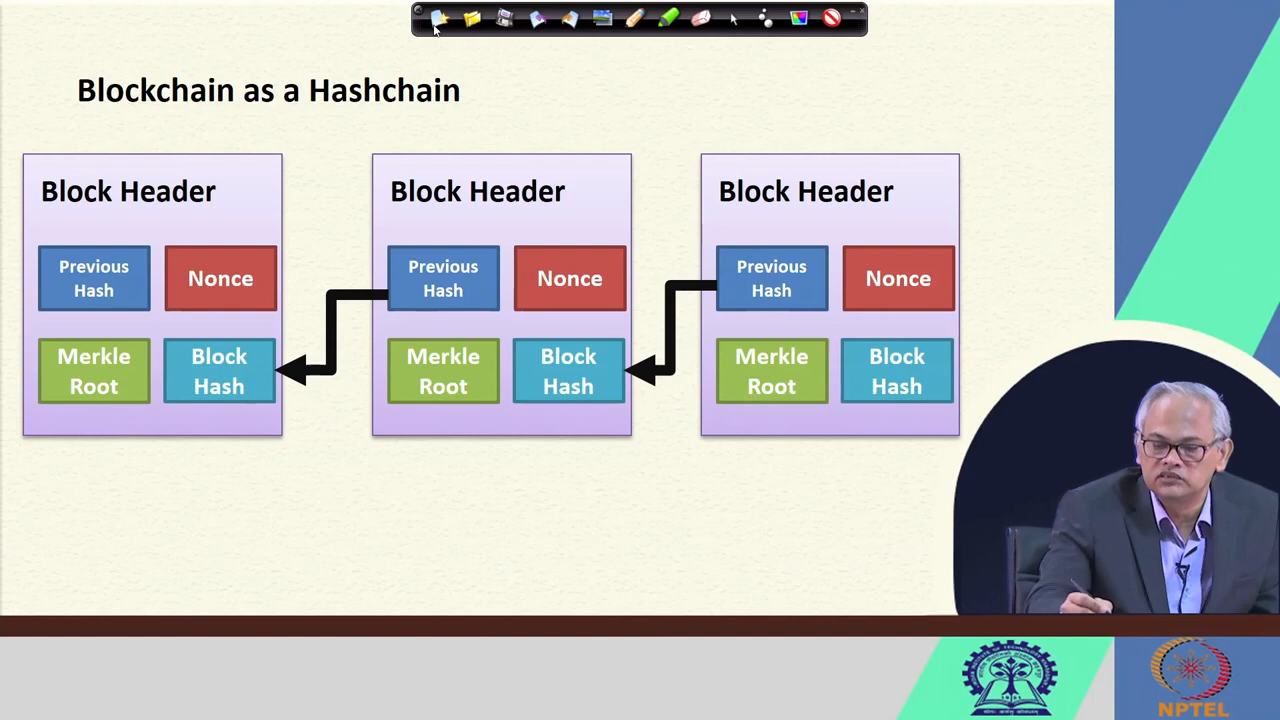 Blockchain as a Hashchain
Block Header
Previous
Hash
Nonce
Merkle
Root
Block
Hash
Block Header
Previous
Hash
Nonce
Merkle
Root
Block
Hash
Block Header
Previous
Hash
Nonce
Merkle
Root
Block
Hash
NPTEL